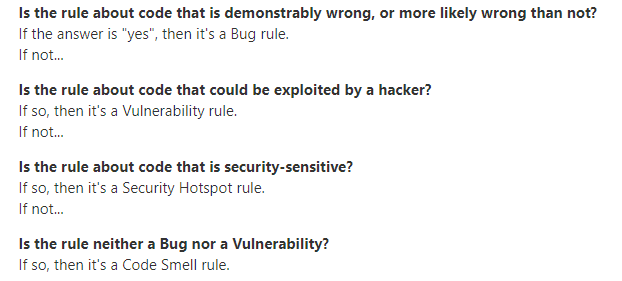 Is the rule about code that is demonstrably wrong, or more likely wrong than not?
If the answer is "yes", then it's a Bug rule.
If not...
Is the rule about code that could be exploited by a hacker?
If so, then it's a Vulnerability rule.
If not...
Is the rule about code that is security-sensitive?
If so, then it's a Security Hotspot rule.
If not...
Is the rule neither a Bug nor a Vulnerability?
If so, then it's a Code Smell rule.